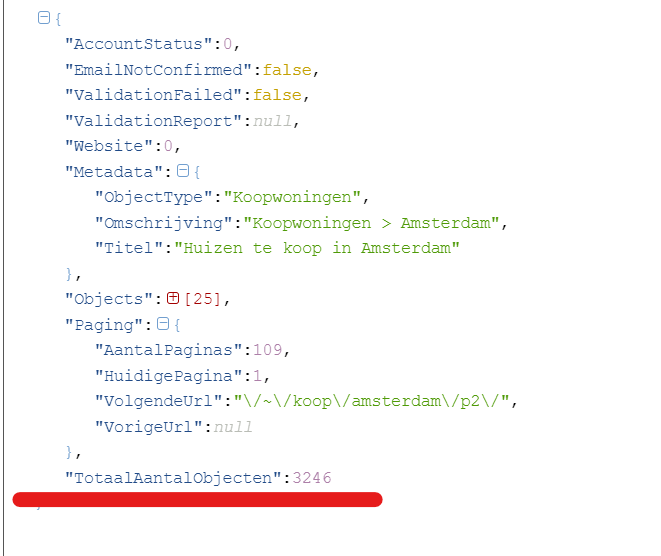 {
"AccountStatus":0,
"EmailNotConfirmed":false,
"ValidationFailed":false,
"ValidationReport":null,
"Website":0,
"Metadata":{
"ObjectType":"Koopwoningen",
"Omschrijving":"Koopwoningen > Amsterdam",
"Titel":"Huizen te koop in Amsterdam"
},
"Objects":[25],
"Paging":{
"AantalPaginas":109,
"HuidigePagina":1,
"VolgendeUrl":"\/~\/koop\/amsterdam\/p2\/",
"VorigeUrl":null
},
"TotaalAantalObjecten":3246